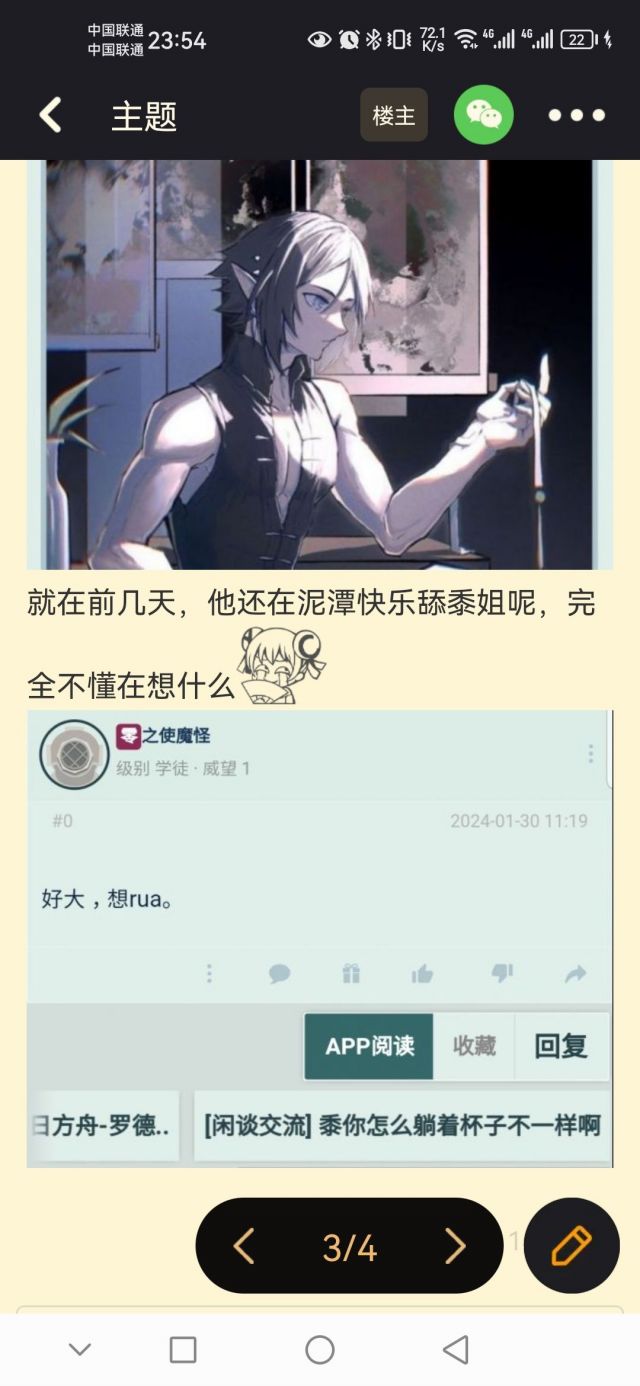 中国联通
中国联通
23:54
72.1
K/s
4G
4G
22
主题
楼主
就在前几天，他还在泥潭快乐舔黍姐呢，完
全不懂在想什么
零之使魔怪
级别 学徒 · 威望 1
#0
2024-01-30 11:19
好大，想rua。
APP阅读
收藏
回复
日方舟-罗德..
[闲谈交流] 黍你怎么躺着杯子不一样啊
3/4
1